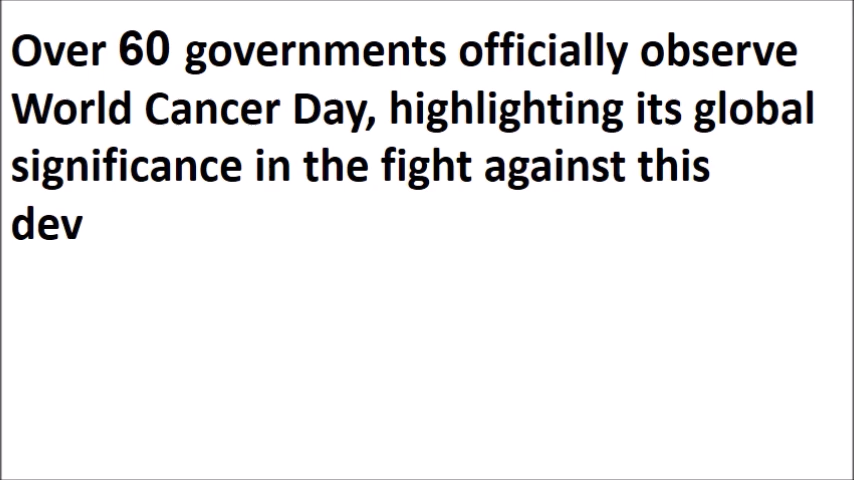 Over 60 governments officially observe
World Cancer Day, highlighting its global
significance in the fight against this
dev